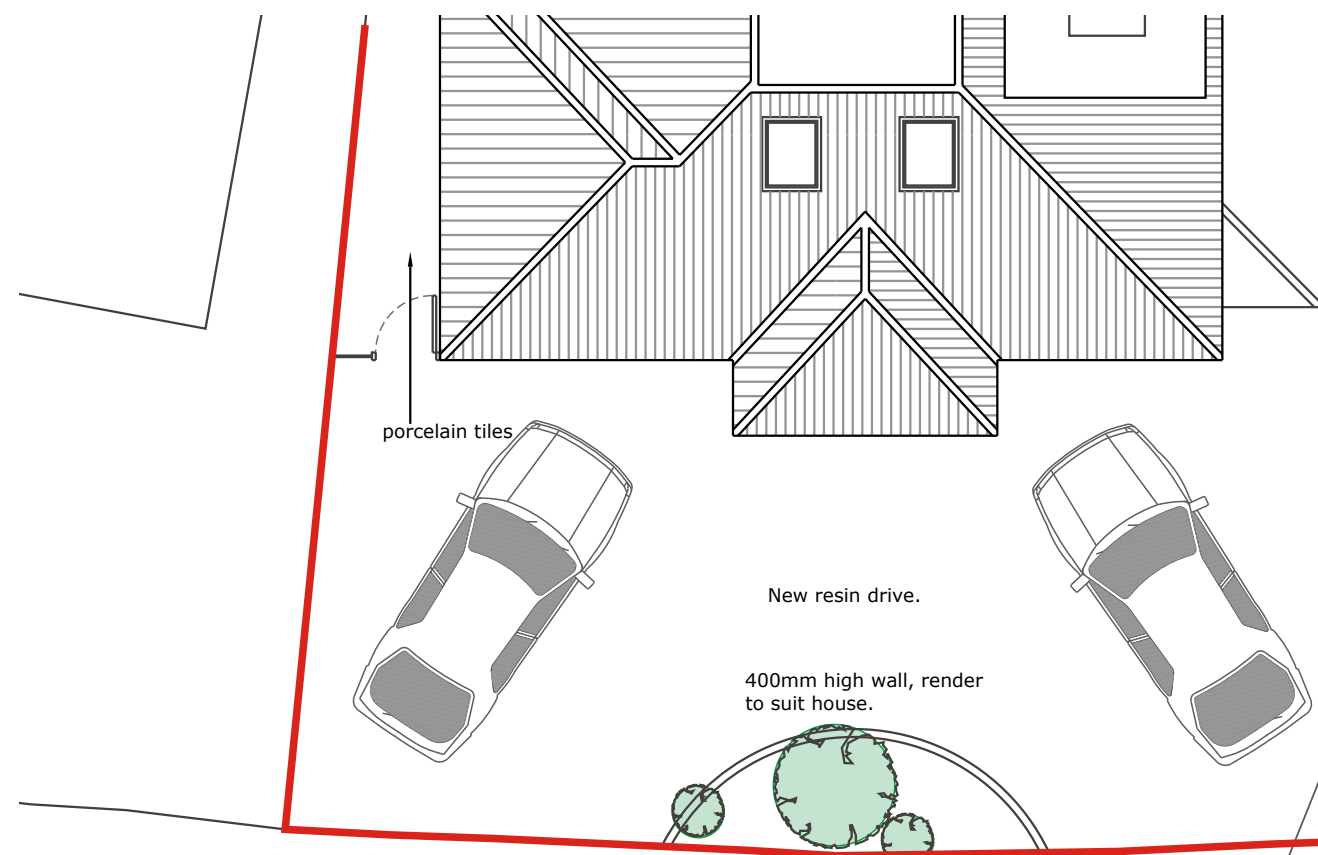 porcelain tiles
New resin drive.
400mm high wall, render
to suit house.